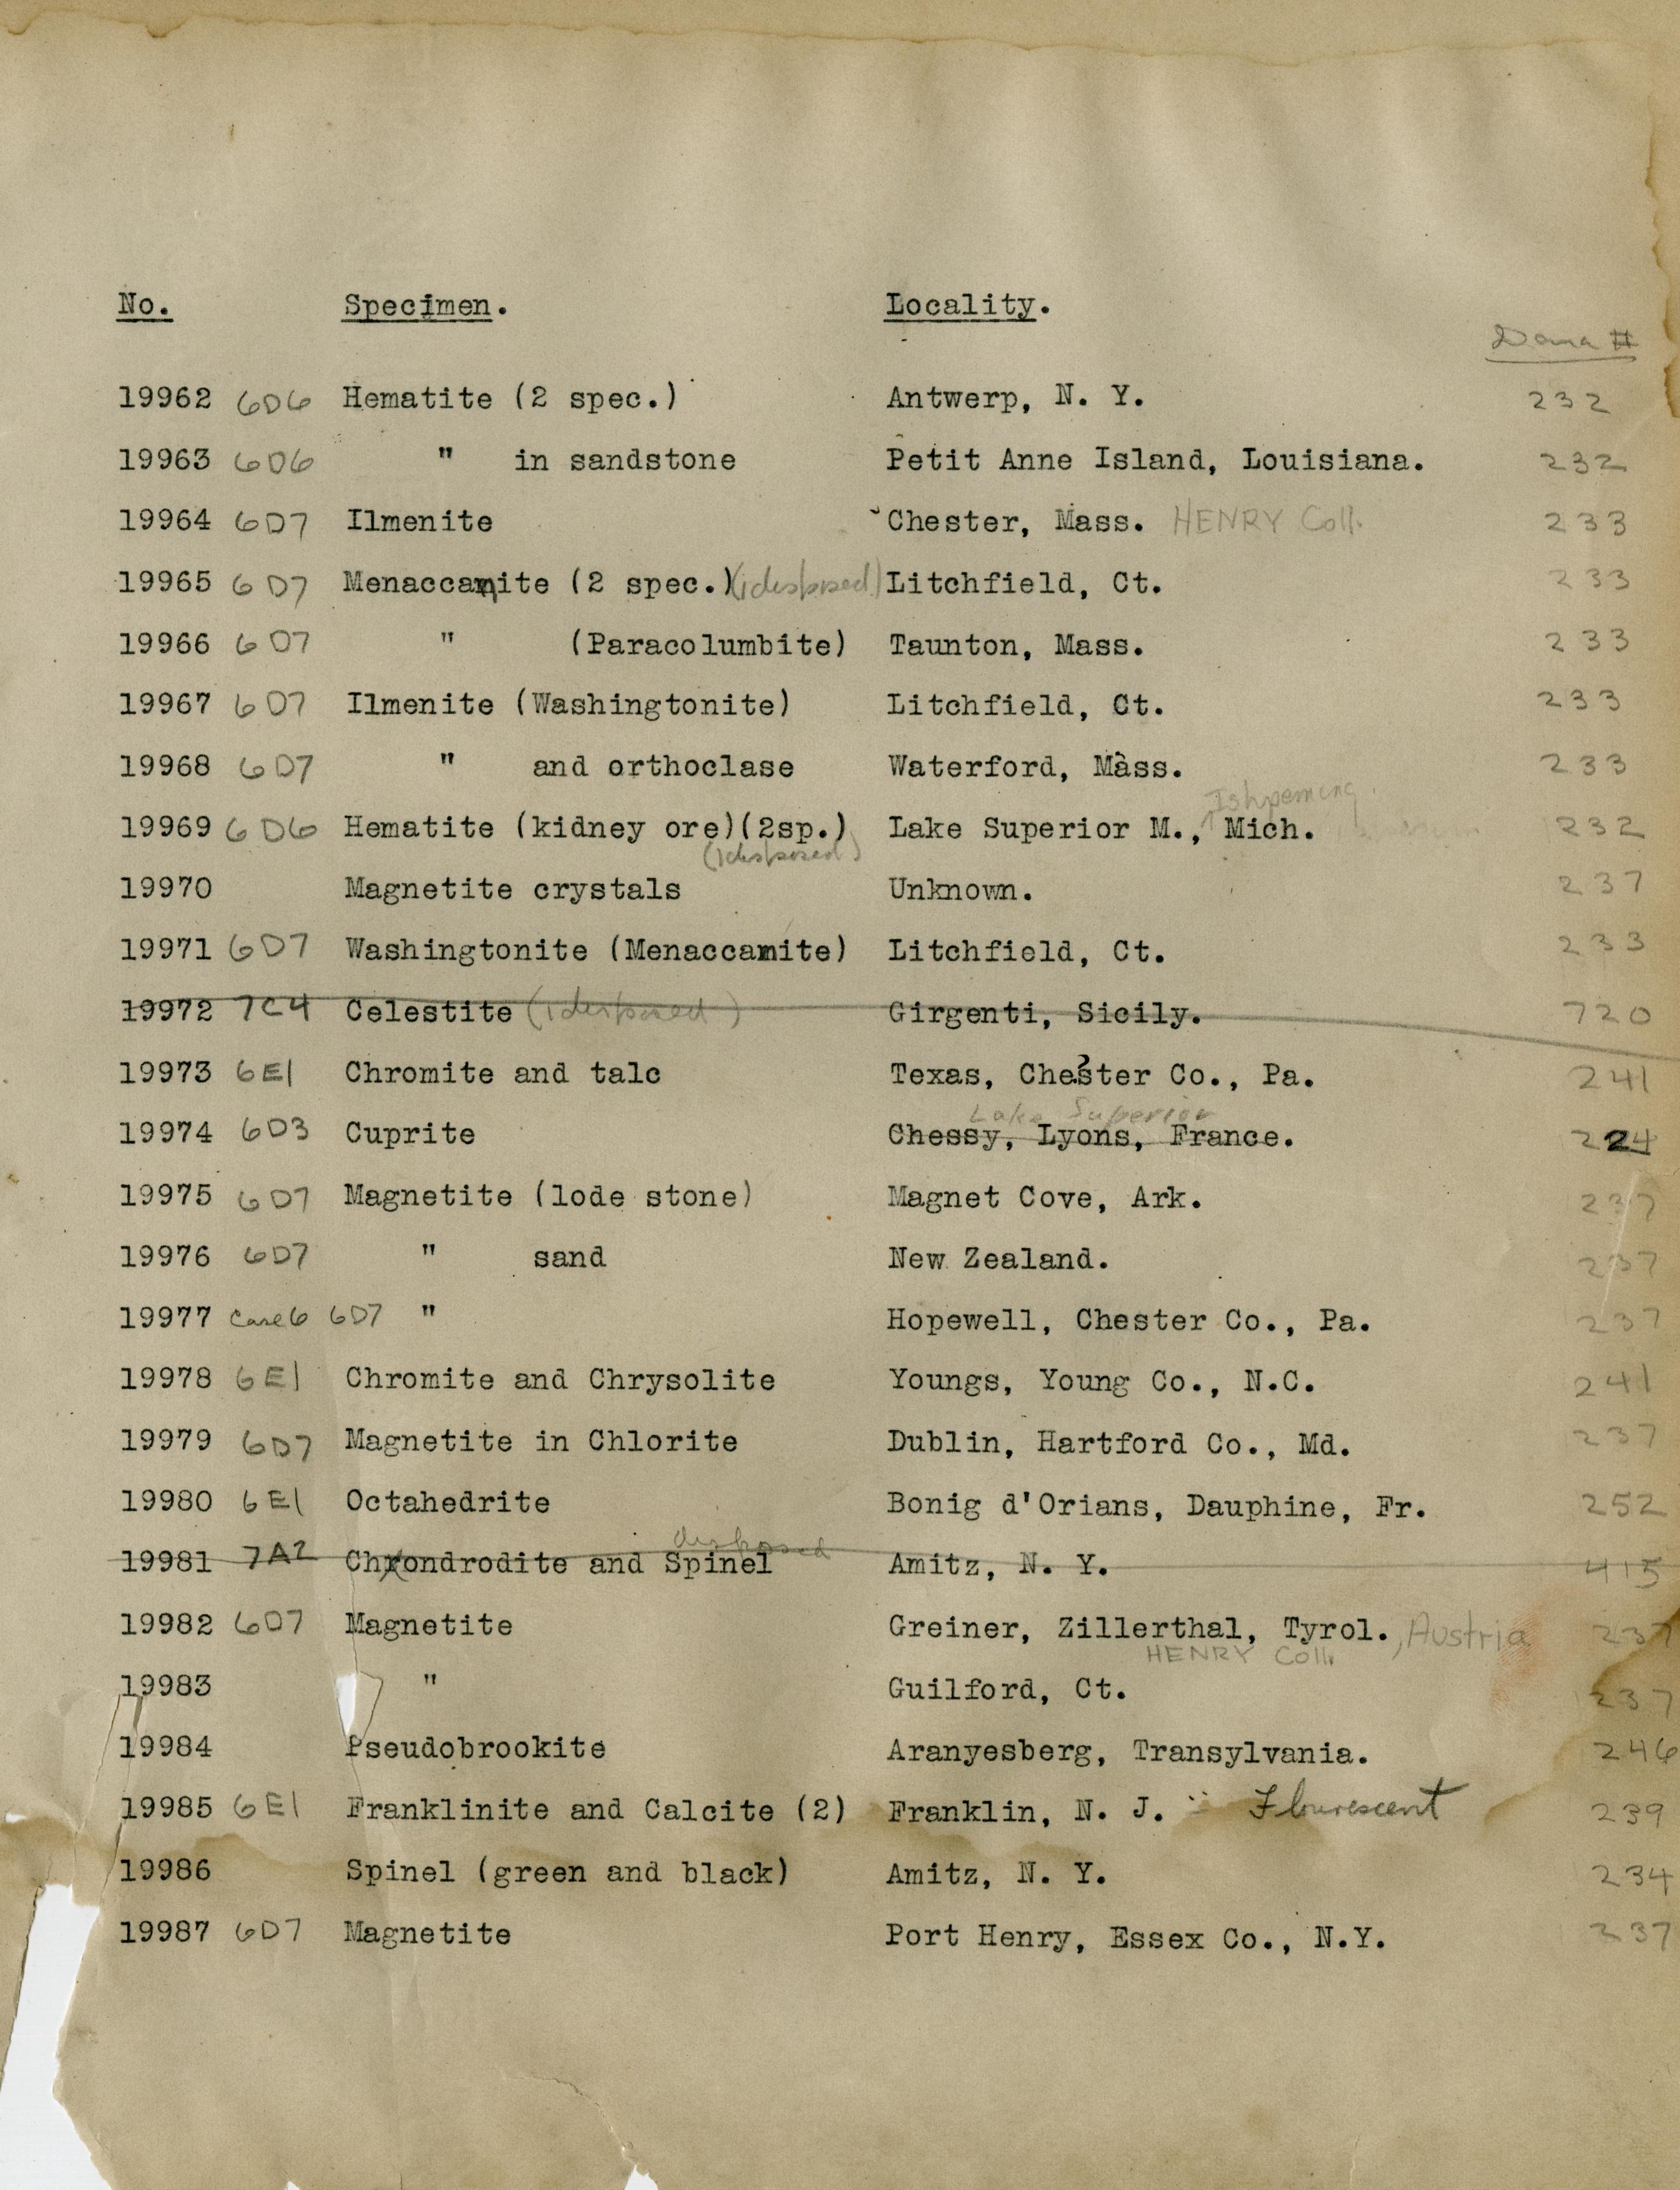 No. Specimen. Locality.
Dana #
19962 6D6 Hematite (2 spec.) Antwerp, N. Y. 232
19963 6D6 " in sandstone Petit Anne Island, Louisiana. 232
19964 6D7 Ilmenite Chester, Mass. HENRY Coll. 233
19965 6D7 Menaccanite (2 spec.) (1 disposed) Litchfield, Ct. 233
19966 6D7 " (Paracolumbite) Taunton, Mass. 233
19967 6D7 Ilmenite (Washingtonite) Litchfield, Ct. 233
19968 6D7 " and orthoclase Waterford, Mass. 233
Ishpeming
19969 6D6 Hematite (kidney ore)(2sp.) Lake Superior M., Mich. 232
(1 disposed)
19970 Magnetite crystals Unknown. 237
19971 6D7 Washingtonite (Menaccanite) Litchfield, Ct. 233
19972 7C4 Celestite (1 disposed) Girgenti, Sicily. 720
19973 6E1 Chromite and talc Texas, Chester Co., Pa. 241
Lake Superior
19974 6D3 Cuprite Chessy, Lyons, France. 224
19975 6D7 Magnetite (lode stone) Magnet Cove, Ark. 237
19976 6D7 " sand New Zealand. 237
19977 Case 6 6D7 " Hopewell, Chester Co., Pa. 237
19978 6E1 Chromite and Chrysolite Youngs, Young Co., N.C. 241
19979 6D7 Magnetite in Chlorite Dublin, Hartford Co., Md. 237
19980 6E1 Octahedrite Bonig d'Orians, Dauphine, Fr. 252
disposed
19981 7A2 Chrondrodite and Spinel Amitz, N. Y. 415
19982 6D7 Magnetite Greiner, Zillerthal, Tyrol., Austria 237
HENRY Coll.
19983 " Guilford, Ct. 237
19984 Pseudobrookite Aranyesberg, Transylvania. 246
19985 6E1 Franklinite and Calcite (2) Franklin, N. J. Flourescent 239
19986 Spinel (green and black) Amitz, N. Y. 234
19987 6D7 Magnetite Port Henry, Essex Co., N.Y. 237